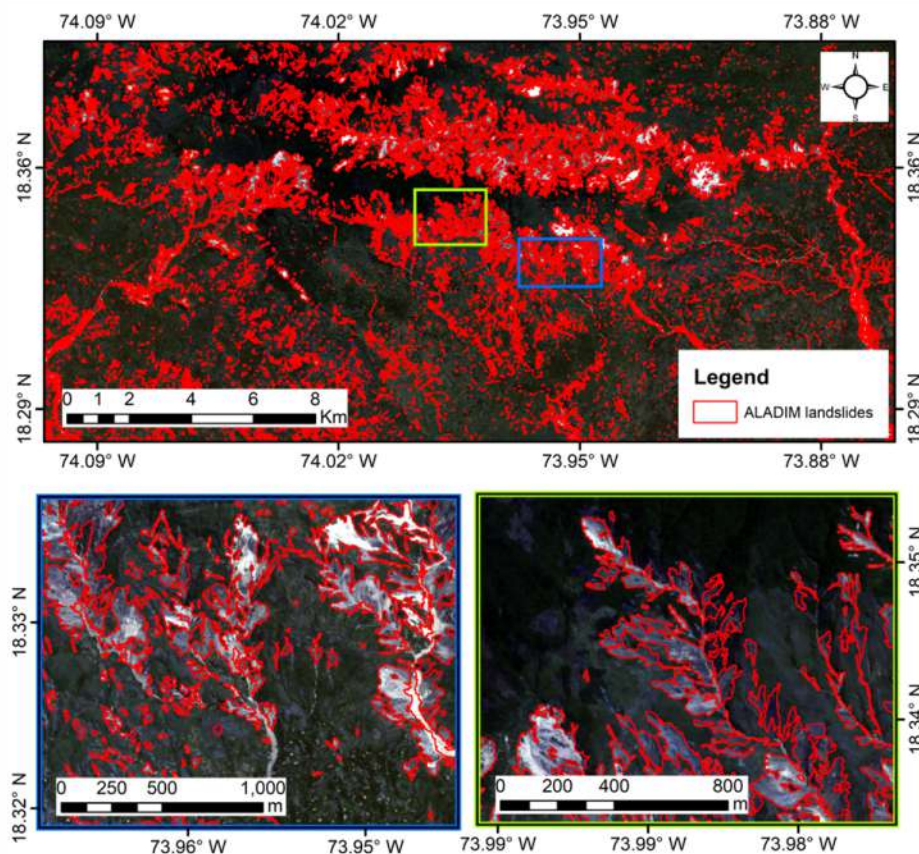 74.09° W 74.02° W 73.95° W 73.88° W
N
W E
S
18.36° N 18.36° N
Legend
ALADIM landslides
0 1 2 4 6 8
Km
18.29° N 18.29° N
74.09° W 74.02° W 73.95° W 73.88° W
18.33° N
18.35° N
18.34° N
0 250 500 1,000
m
0 200 400 800
m
18.32° N
73.96° W 73.95° W 73.99° W 73.99° W 73.98° W